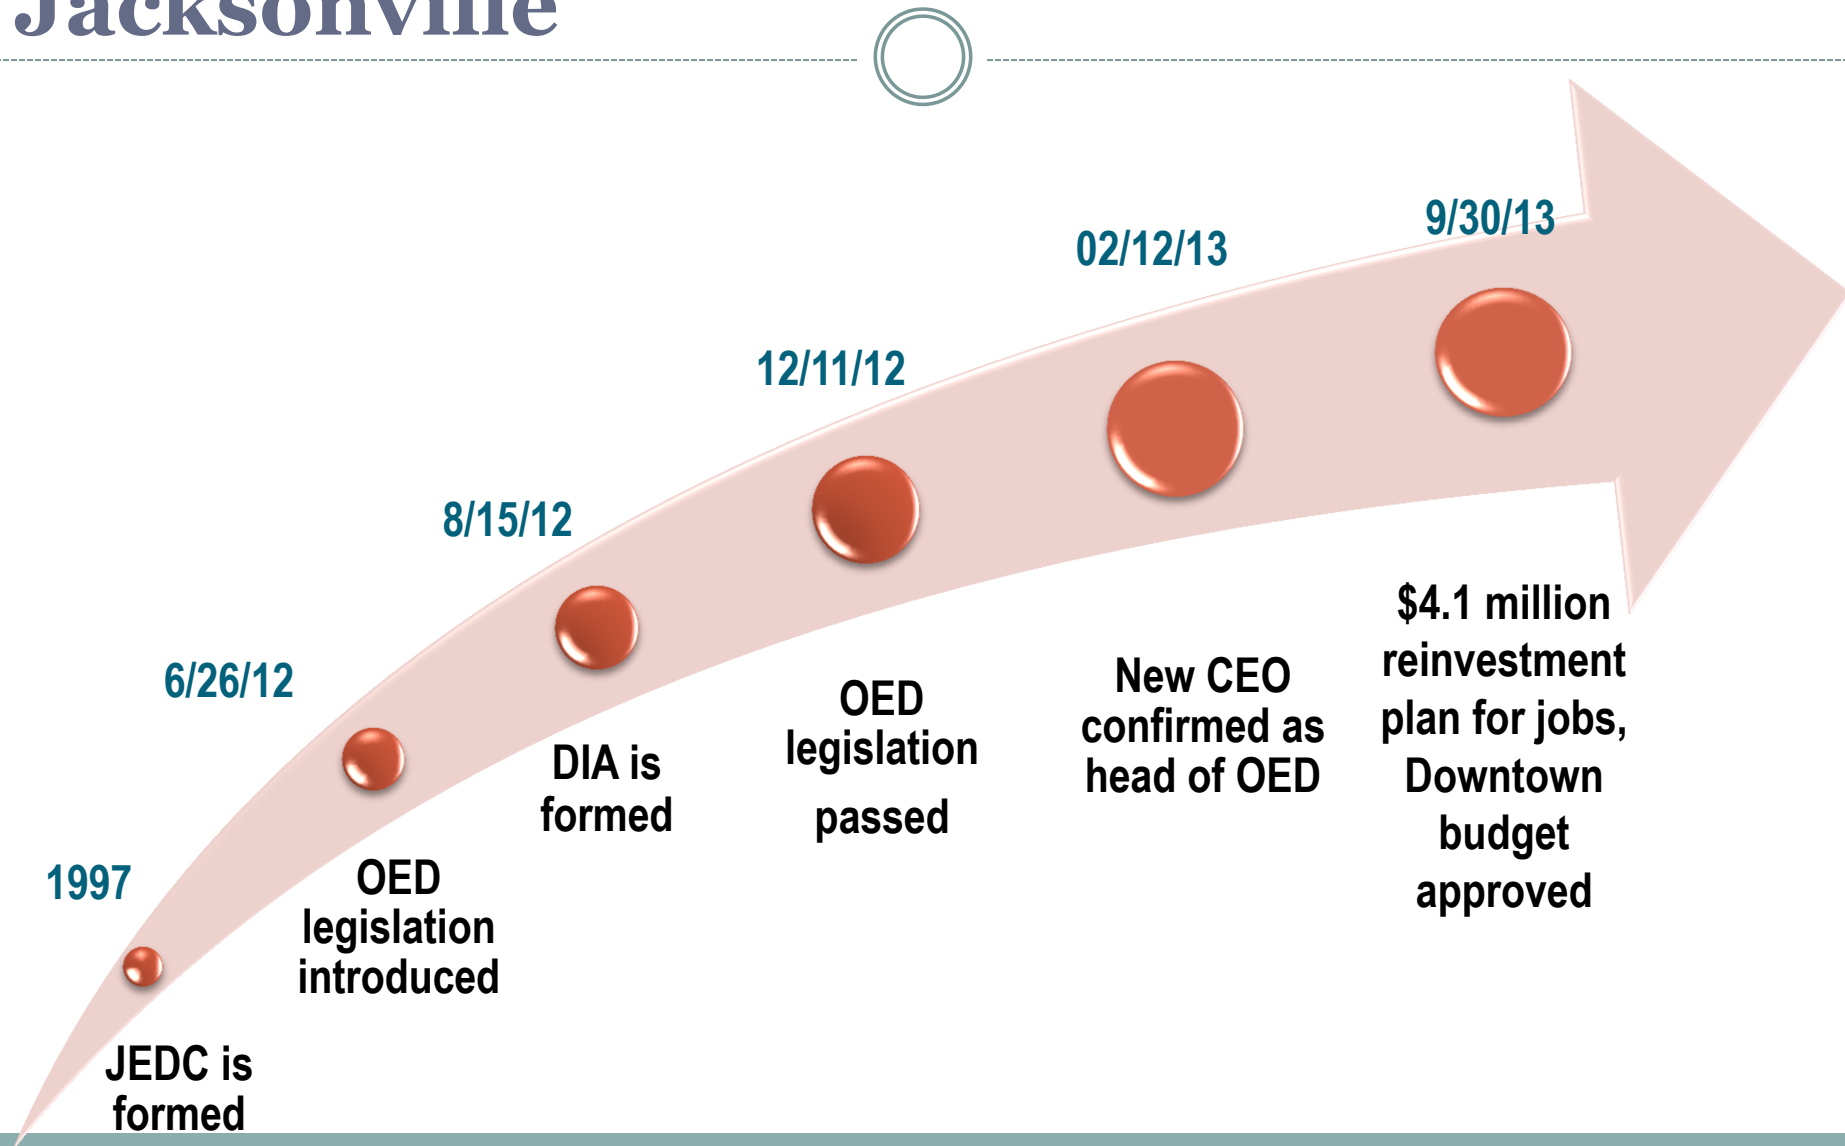 Jacksonville
1997
JEDC is
formed
6/26/12
OED
legislation
introduced
8/15/12
DIA is
formed
12/11/12
OED
legislation
passed
02/12/13
New CEO
confirmed as
head of OED
9/30/13
$4.1 million
reinvestment
plan for jobs,
Downtown
budget
approved